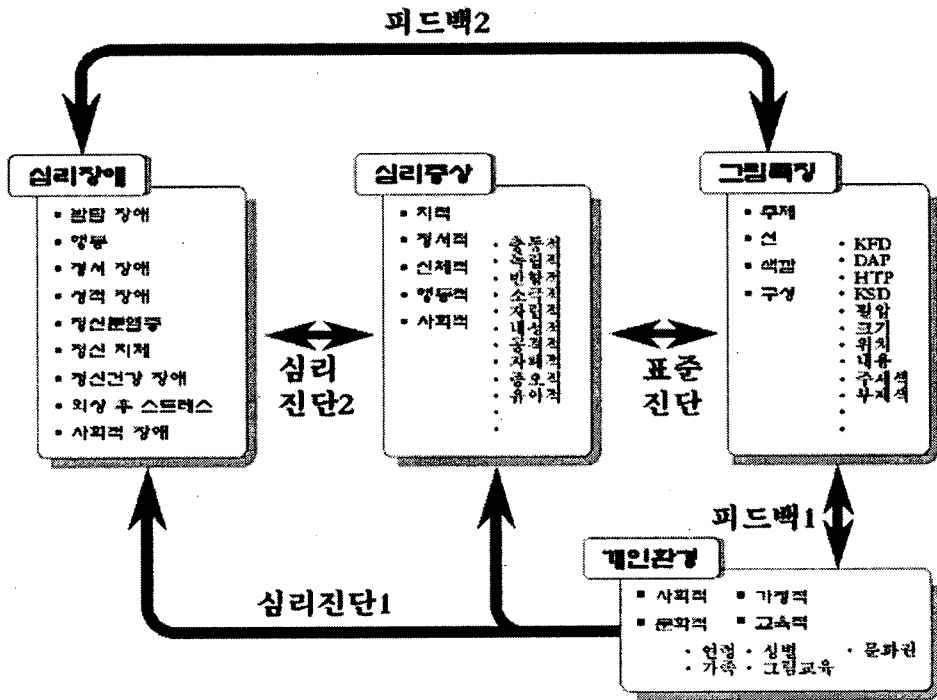 피드백2
심리장애
▪ 발달 장애
▪ 행동
▪ 정서 장애
▪ 성적 장애
▪ 정신분열증
▪ 정신 지체
▪ 정신건강 장애
▪ 외상 후 스트레스
▪ 사회적 장애
심리
진단2
심리증상
▪ 지적
▪ 정서적
▪ 신체적
▪ 행동적
▪ 사회적
· 충동적
· 독립적
· 반항적
· 소극적
· 자립적
· 내성적
· 공격적
· 자폐적
· 증오적
· 유아적
·
·
표준
진단
그림특징
▪ 주제
▪ 선
▪ 색깔
▪ 구성
· KFD
· DAP
· HTP
· KSD
· 필압
· 크기
· 위치
· 내용
· 주제색
· 부제색
·
·
피드백1
심리진단1
개인환경
▪ 사회적 ▪ 가정적
▪ 문화적 ▪ 교육적
· 연령 · 성별 · 문화권
· 가족 · 그림교육